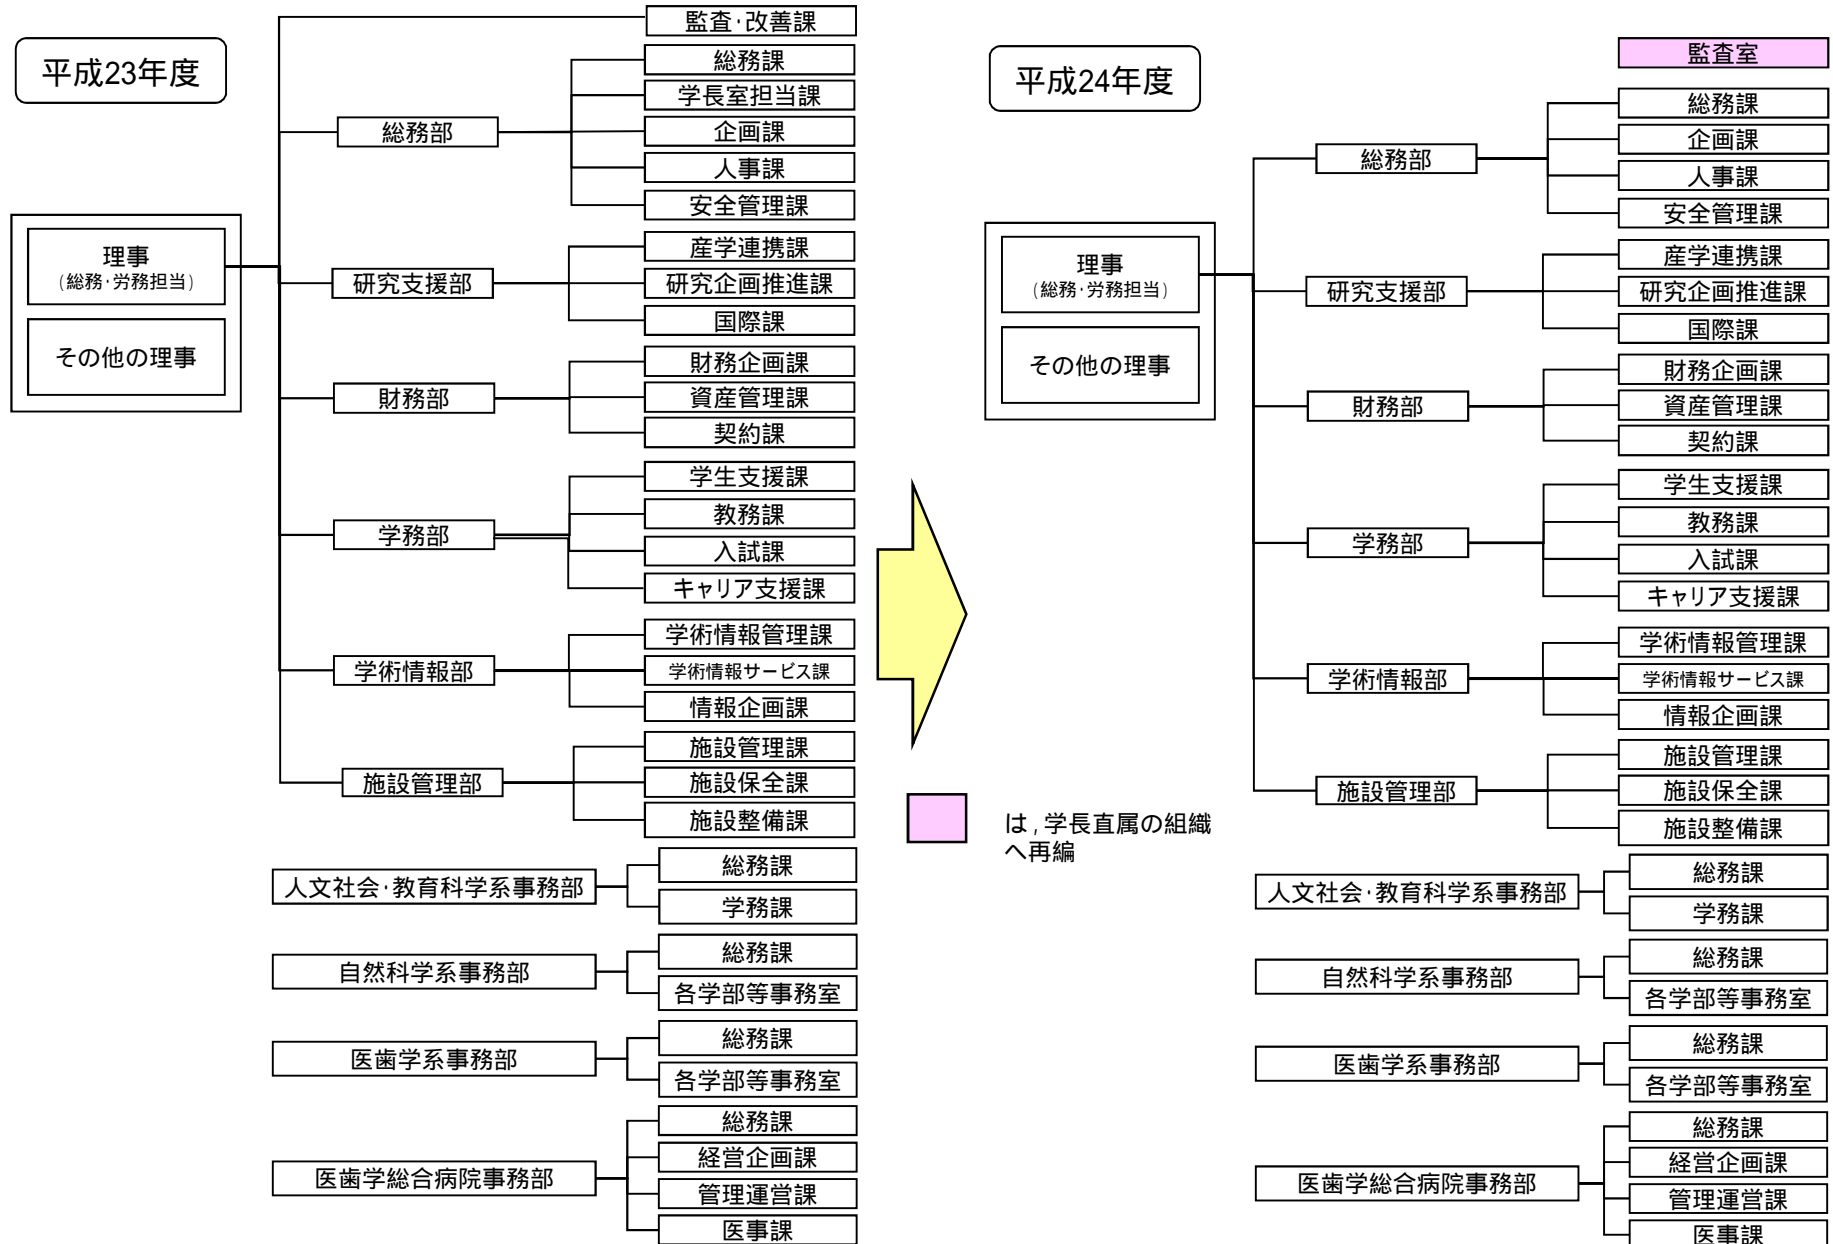 平成23年度
監査・改善課
総務課
学長室担当課
総務部
企画課
人事課
安全管理課
理事
(総務・労務担当)
その他の理事
産学連携課
研究支援部
研究企画推進課
国際課
財務企画課
財務部
資産管理課
契約課
学生支援課
教務課
学務部
入試課
キャリア支援課
学術情報管理課
学術情報部
学術情報サービス課
情報企画課
施設管理課
施設管理部
施設保全課
施設整備課
総務課
人文社会・教育科学系事務部
学務課
総務課
自然科学系事務部
各学部等事務室
総務課
医歯学系事務部
各学部等事務室
総務課
経営企画課
医歯学総合病院事務部
管理運営課
医事課
は,学長直属の組織
へ再編
平成24年度
監査室
総務課
企画課
総務部
人事課
安全管理課
理事
(総務・労務担当)
その他の理事
産学連携課
研究支援部
研究企画推進課
国際課
財務企画課
財務部
資産管理課
契約課
学生支援課
教務課
学務部
入試課
キャリア支援課
学術情報管理課
学術情報部
学術情報サービス課
情報企画課
施設管理課
施設管理部
施設保全課
施設整備課
総務課
人文社会・教育科学系事務部
学務課
総務課
自然科学系事務部
各学部等事務室
総務課
医歯学系事務部
各学部等事務室
総務課
経営企画課
医歯学総合病院事務部
管理運営課
医事課